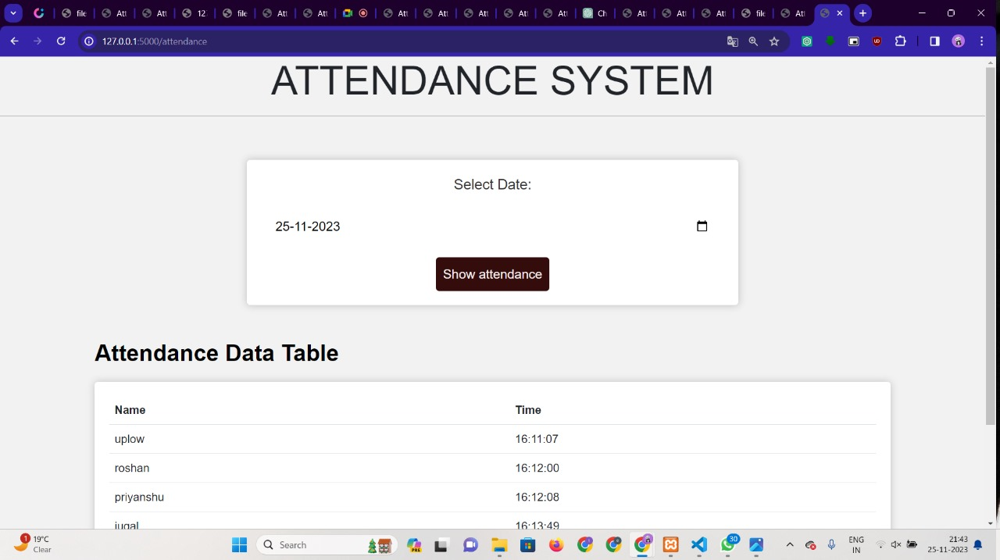 file
Att
Att
12
file
Att
Att
Att
Att
Att
Att
Att
Ch
Att
Att
Att
file
Att
127.0.0.1:5000/attendance
ATTENDANCE SYSTEM
Select Date:
25-11-2023
Show attendance
Attendance Data Table
Name Time
uplow 16:11:07
roshan 16:12:00
priyanshu 16:12:08
jugal 16:13:49
1
19°C
Clear
Search
PRE
30
ENG
IN
21:43
25-11-2023